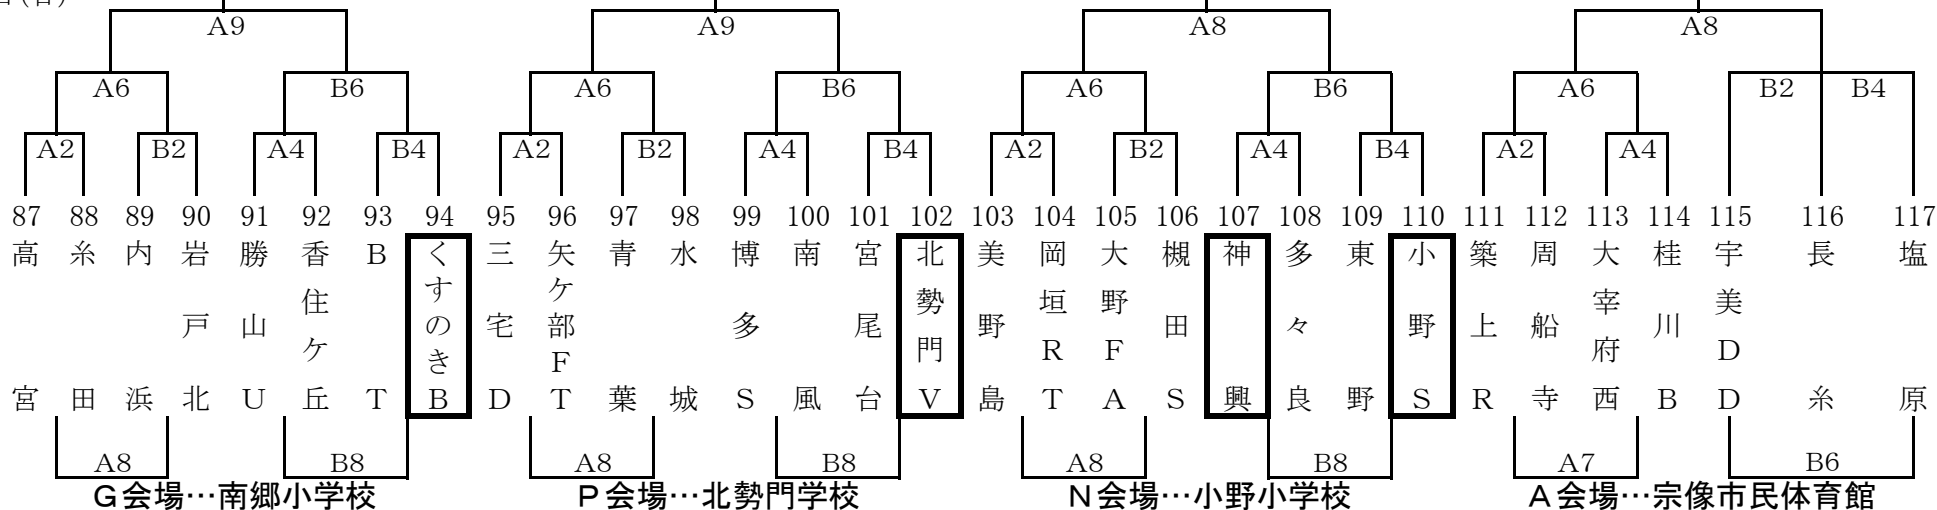 A9 A9 A8 A8
A6 B6 A6 B6 A6 B6 A6 B2 B4
A2 B2 A4 B4 A2 B2 A4 B4 A2 B2 A4 B4 A2 A4
87 88 89 90 91 92 93 94 95 96 97 98 99 100 101 102 103 104 105 106 107 108 109 110 111 112 113 114 115 116 117
高宮
糸田
内浜
岩戸北
勝山U
香住ケ丘
BT
くすのきB
三宅D
矢ケ部FT
青葉
水城
博多S
南風
宮尾台
北勢門V
美野島
岡垣RT
大野FA
槻田S
神興
多々良
東野
小野S
築上R
周船寺
大宰府西
桂川B
宇美DD
長糸
塩原
A8 B8 A8 B8 A8 B8 A7 B6
G会場…南郷小学校
P会場…北勢門学校
N会場…小野小学校
A会場…宗像市民体育館